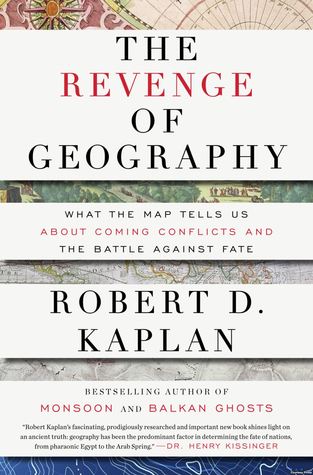 THE
REVENGE
OF
GEOGRAPHY
WHAT THE MAP TELLS US
ABOUT COMING CONFLICTS AND
THE BATTLE AGAINST FATE
ROBERT D.
KAPLAN
BESTSELLING AUTHOR OF
MONSOON AND BALKAN GHOSTS
"Robert Kaplan's fascinating, prodigiously researched and important new book shines light on
an ancient truth: geography has been the predominant factor in determining the fate of nations,
from pharaonic Egypt to the Arab Spring." —DR. HENRY KISSINGER